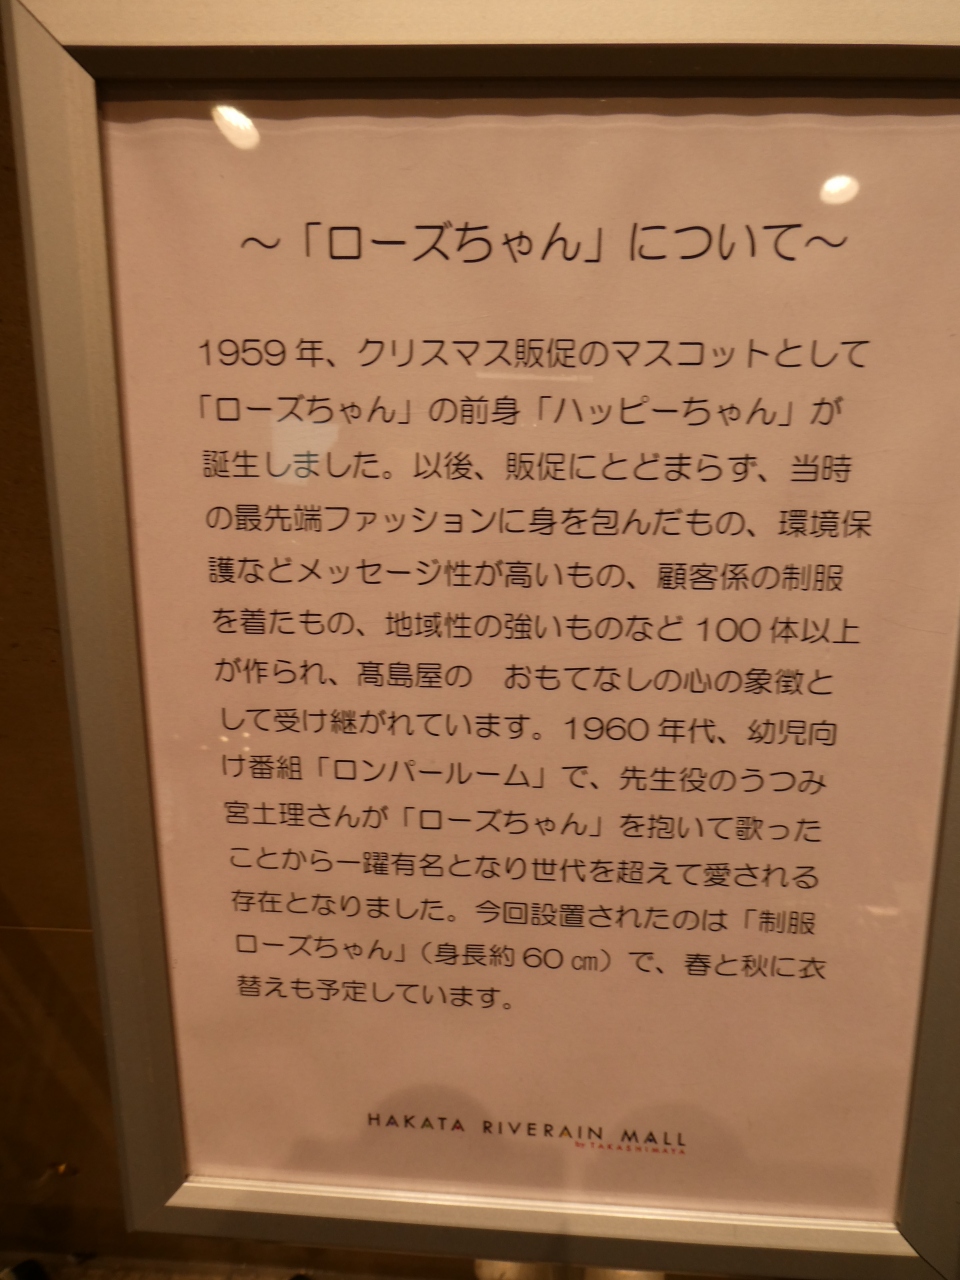 ～「ローズちゃん」について～
1959年、クリスマス販促のマスコットとして
「ローズちゃん」の前身「ハッピーちゃん」が
誕生しました。以後、販促にとどまらず、当時
の最先端ファッションに身を包んだもの、環境保
護などメッセージ性が高いもの、顧客係の制服
を着たもの、地域性の強いものなど100体以上
が作られ、髙島屋の　おもてなしの心の象徴と
して受け継がれています。1960年代、幼児向
け番組「ロンパールーム」で、先生役のうつみ
宮土理さんが「ローズちゃん」を抱いて歌った
ことから一躍有名となり世代を超えて愛される
存在となりました。今回設置されたのは「制服
ローズちゃん」（身長約60㎝）で、春と秋に衣
替えも予定しています。
HAKATA RIVERAIN MALL
by TAKASHIMAYA